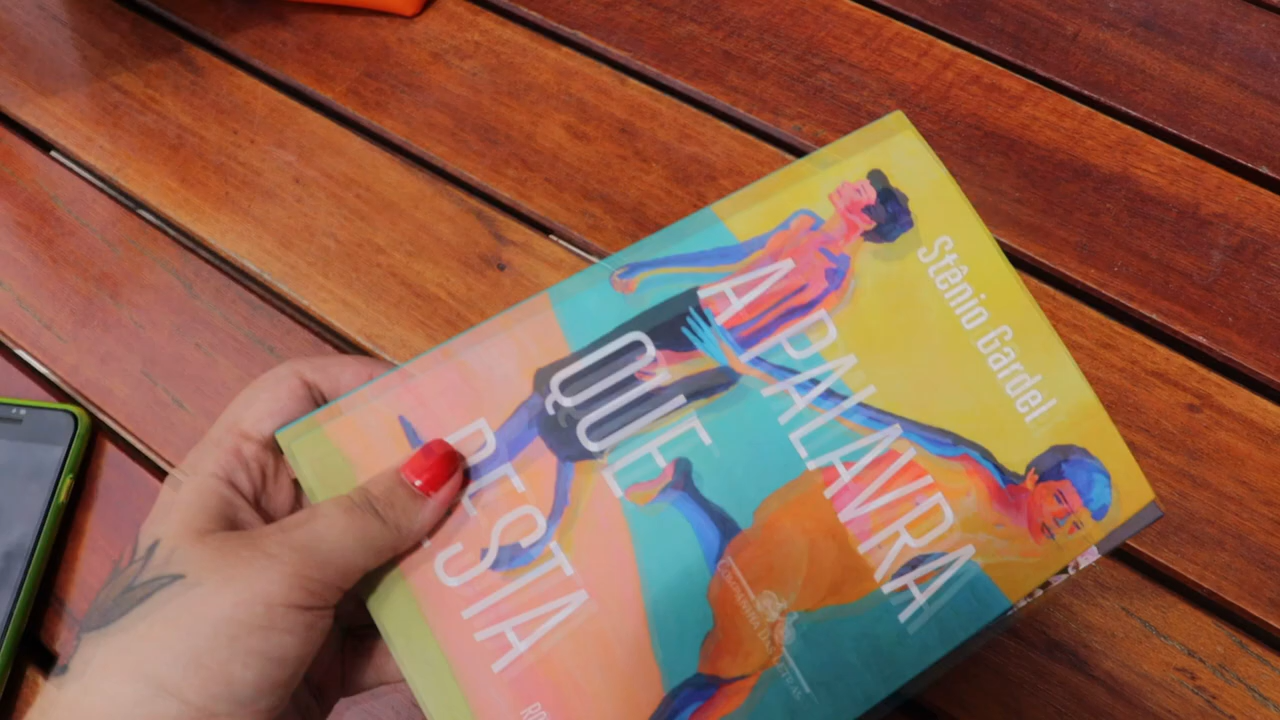 Stênio Gardel
A PALAVRA
QUE
RESTA
COMPANHIA DAS LETRAS